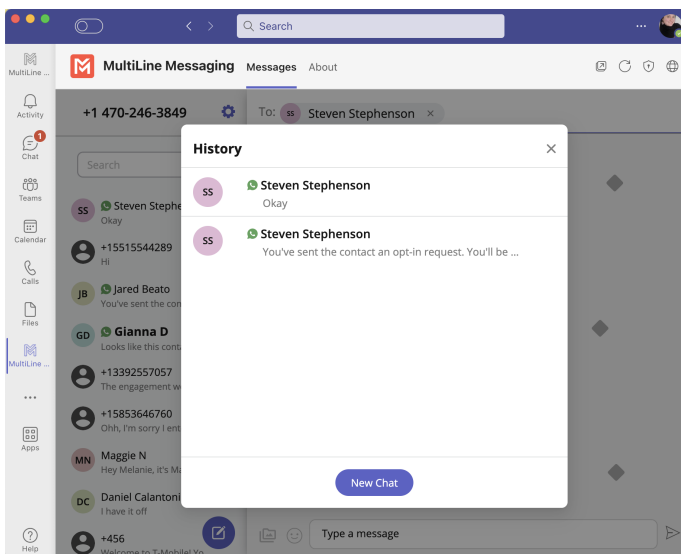 Search
...
MultiLine ...
Activity
1
Chat
Teams
Calendar
Calls
Files
MultiLine ...
...
Apps
Help
MultiLine Messaging Messages About
+1 470-246-3849
Search
SS Steven Stephe
Okay
+15515544289
Hi
JB Jared Beato
You've sent the con
GD Gianna D
Looks like this conta
+13392557057
The engagement w
+15853646760
Ohh, I'm sorry I ent
MN Maggie N
Hey Melanie, it's Ma
DC Daniel Calantoni
I have it off
+456
Welcome to T-Mobile! Yo
To: SS Steven Stephenson ×
History ×
SS Steven Stephenson
Okay
SS Steven Stephenson
You've sent the contact an opt-in request. You'll be ...
New Chat
Type a message